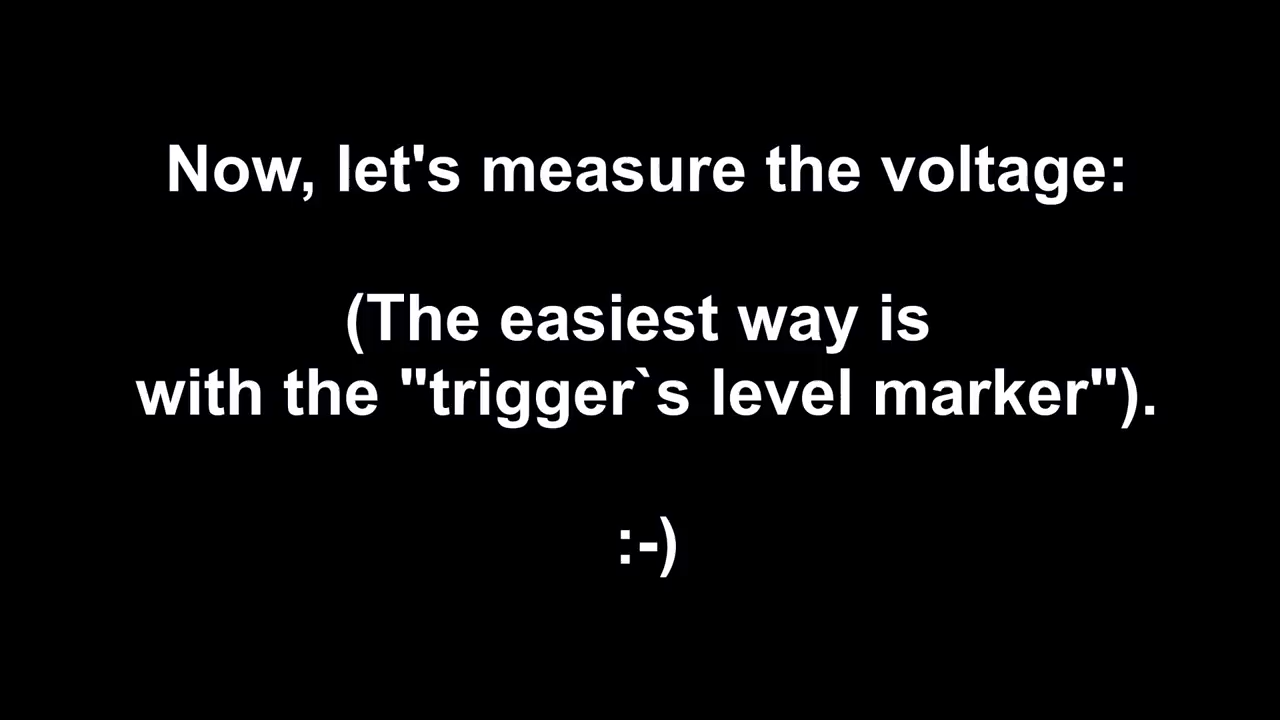 Now, let's measure the voltage:
(The easiest way is
with the "trigger`s level marker").
:-)